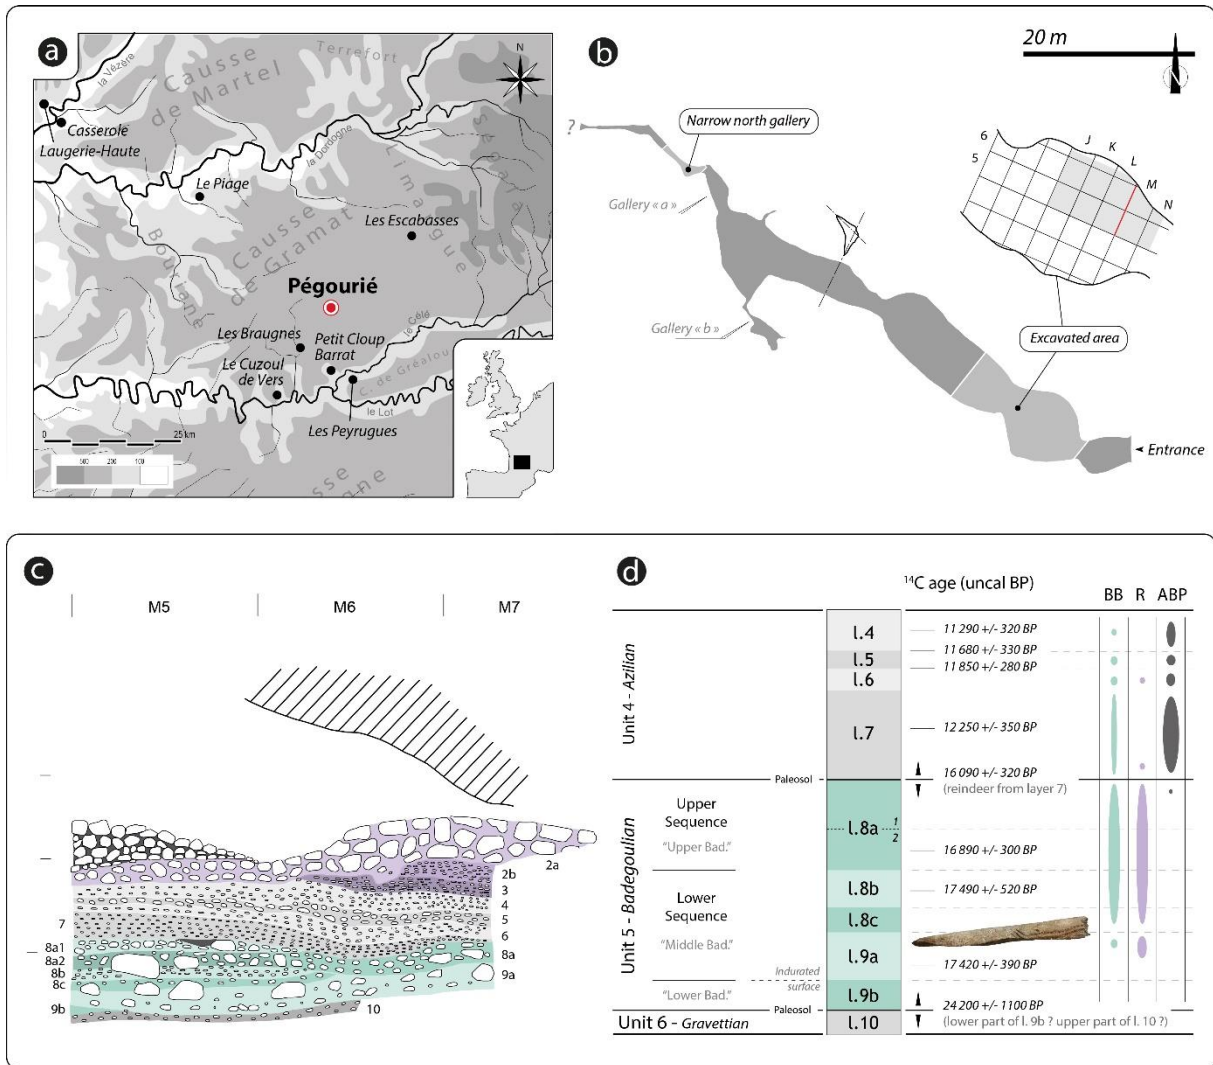 a
N
la Vézère
Causse
de Martel
Terrefort
Casserole
Laugerie-Haute
la Dordogne
Le Piage
Limargue
Ségala
Les Escabasses
Bouriane
Causse
de Gramat
Pégourié
Les Braugnes
Petit Cloup
Barrat
le Célé
Le Cuzoul
de Vers
C. de Gréalou
le Lot
Les Peyrugues
0
25 km
300
200
100
Causse
b
20 m
N
?
Narrow north gallery
Gallery « a »
Gallery « b »
6
5
J
K
L
M
N
Excavated area
Entrance
c
M5
M6
M7
2a
2b
3
4
5
6
7
8a1
8a2
8b
8c
9b
8a
9a
10
d
14C age (uncal BP)
BB R ABP
Unit 4 - Azilian
l.4
11 290 +/- 320 BP
11 680 +/- 330 BP
l.5
11 850 +/- 280 BP
l.6
l.7
12 250 +/- 350 BP
16 090 +/- 320 BP
Paleosol
(reindeer from layer 7)
Unit 5 - Badegoulian
Upper
Sequence
"Upper Bad."
l.8a
1
2
16 890 +/- 300 BP
l.8b
17 490 +/- 520 BP
Lower
Sequence
l.8c
"Middle Bad."
l.9a
17 420 +/- 390 BP
Indurated
surface
"Lower Bad."
l.9b
24 200 +/- 1100 BP
Paleosol
Unit 6 - Gravettian
l.10
(lower part of l. 9b ? upper part of l. 10 ?)